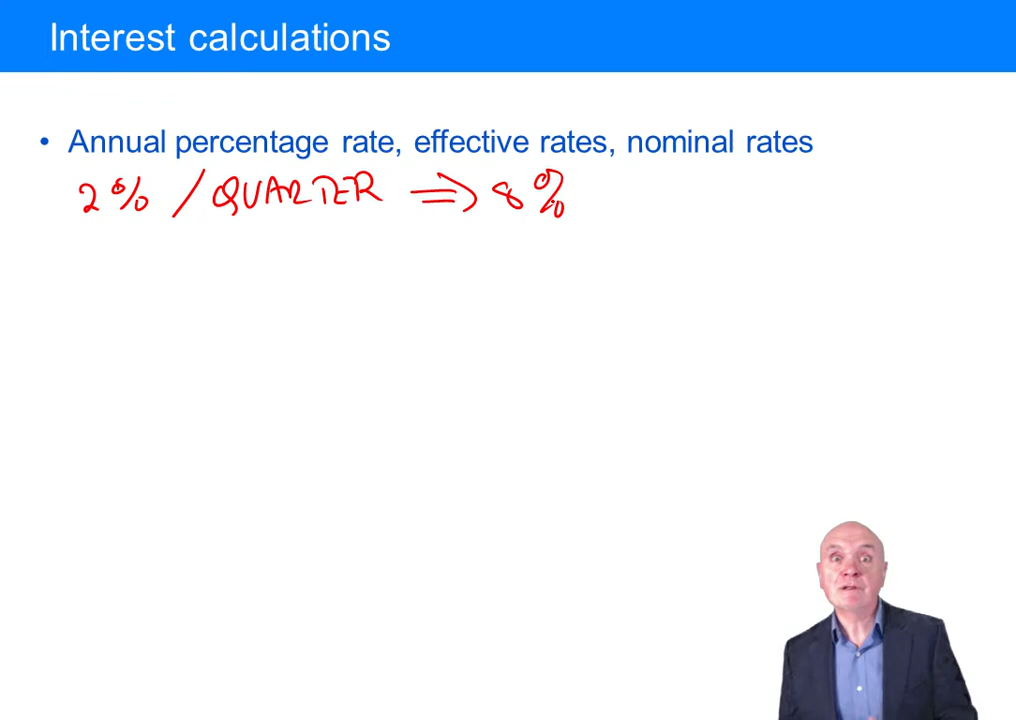 Interest calculations
• Annual percentage rate, effective rates, nominal rates
2% / QUARTER ⇒ 8%